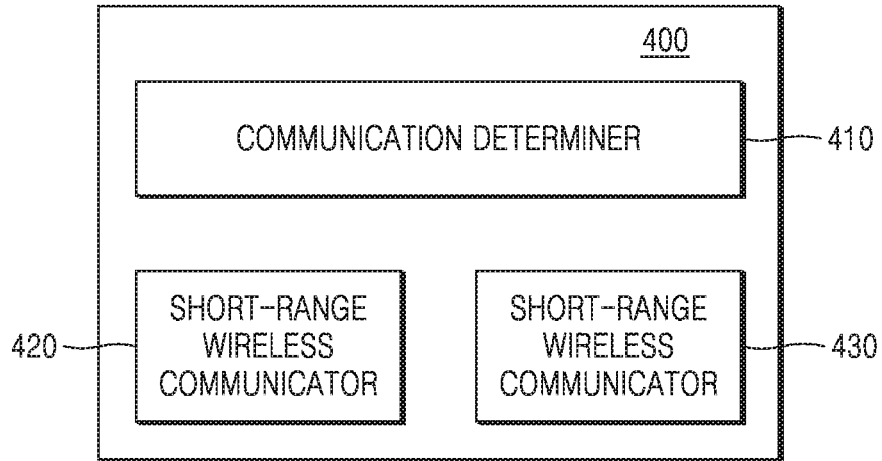 400
COMMUNICATION DETERMINER
410
SHORT-RANGE
WIRELESS
COMMUNICATOR
420
SHORT-RANGE
WIRELESS
COMMUNICATOR
430